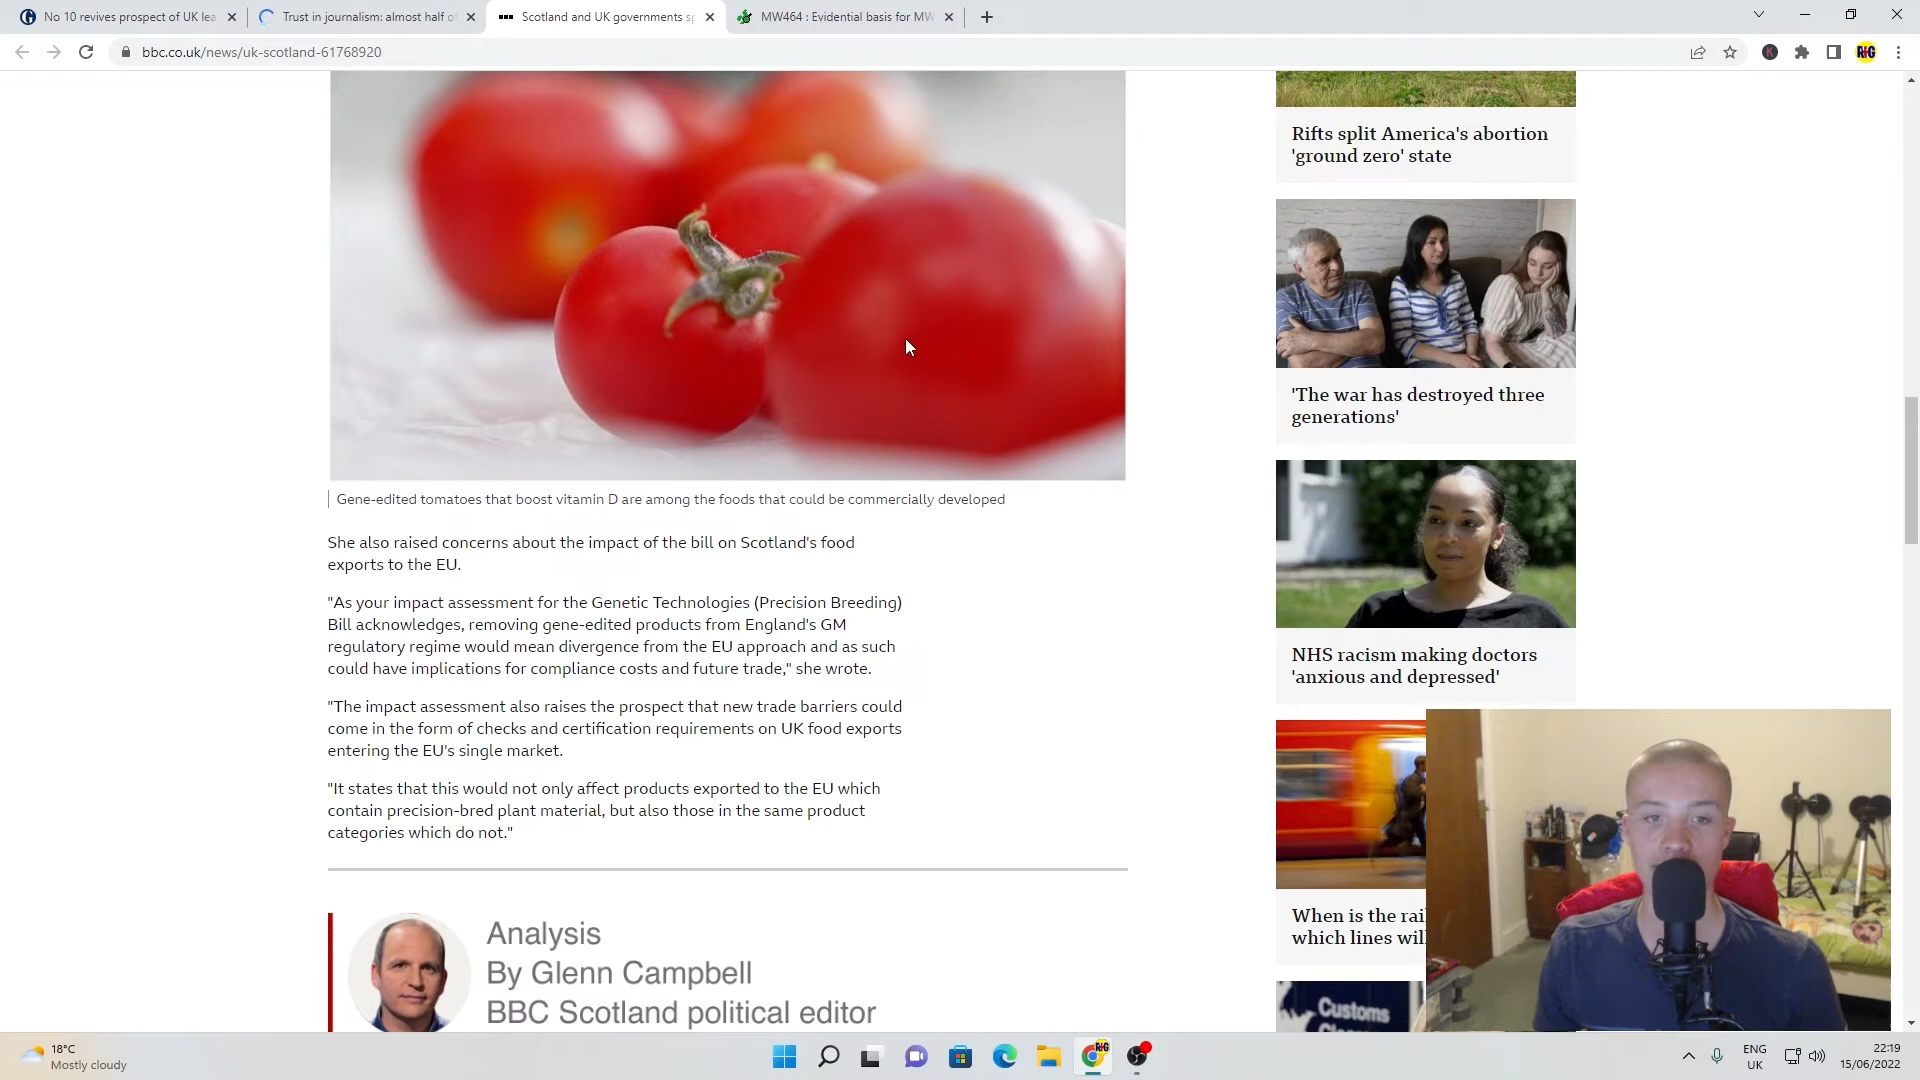 No 10 revives prospect of UK lea
Trust in journalism: almost half of
Scotland and UK governments sp
MW464 : Evidential basis for MW
bbc.co.uk/news/uk-scotland-61768920
K
RIG
Rifts split America's abortion
'ground zero' state
'The war has destroyed three
generations'
NHS racism making doctors
'anxious and depressed'
When is the rai
which lines wil
Customs
Gene-edited tomatoes that boost vitamin D are among the foods that could be commercially developed
She also raised concerns about the impact of the bill on Scotland's food
exports to the EU.
"As your impact assessment for the Genetic Technologies (Precision Breeding)
Bill acknowledges, removing gene-edited products from England's GM
regulatory regime would mean divergence from the EU approach and as such
could have implications for compliance costs and future trade," she wrote.
"The impact assessment also raises the prospect that new trade barriers could
come in the form of checks and certification requirements on UK food exports
entering the EU's single market.
"It states that this would not only affect products exported to the EU which
contain precision-bred plant material, but also those in the same product
categories which do not."
Analysis
By Glenn Campbell
BBC Scotland political editor
18°C
Mostly cloudy
RIG
ENG
UK
22:19
15/06/2022